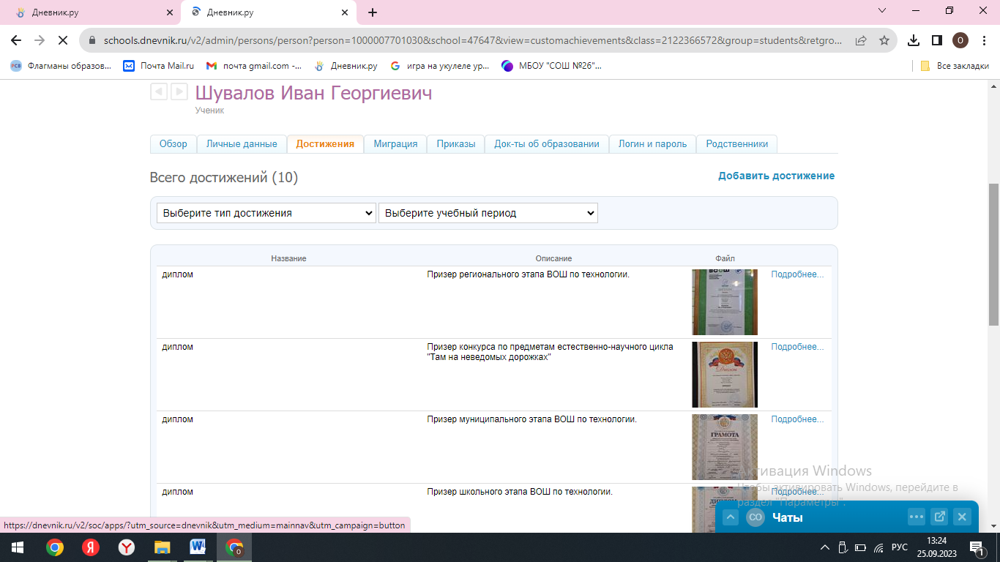 Дневник.ру
Дневник.ру
schools.dnevnik.ru/v2/admin/persons/person?person=1000007701030&school=47647&view=customachievements&class=2122366572&group=students&retgro...
O
Флагманы образов...
Почта Mail.ru
почта gmail.com -...
Дневник.ру
игра на укулеле ур...
МБОУ "СОШ №26"...
Все закладки
Шувалов Иван Георгиевич
Ученик
Обзор
Личные данные
Достижения
Миграция
Приказы
Док-ты об образовании
Логин и пароль
Родственники
Всего достижений (10)
Добавить достижение
Выберите тип достижения
Выберите учебный период
Название
Описание
Файл
диплом
Призер регионального этапа ВОШ по технологии.
Подробнее...
диплом
Призер конкурса по предметам естественно-научного цикла
"Там на неведомых дорожках"
Диплом
Подробнее...
диплом
Призер муниципального этапа ВОШ по технологии.
ГРАМОТА
Подробнее...
диплом
Призер школьного этапа ВОШ по технологии.
ДИПЛОМ
Подробнее...
Активация Windows
Чтобы активировать Windows, перейдите в
раздел "Параметры".
СО
Чаты
https://dnevnik.ru/v2/soc/apps/?utm_source=dnevnik&utm_medium=mainnav&utm_campaign=button
РУС
13:24
25.09.2023
1